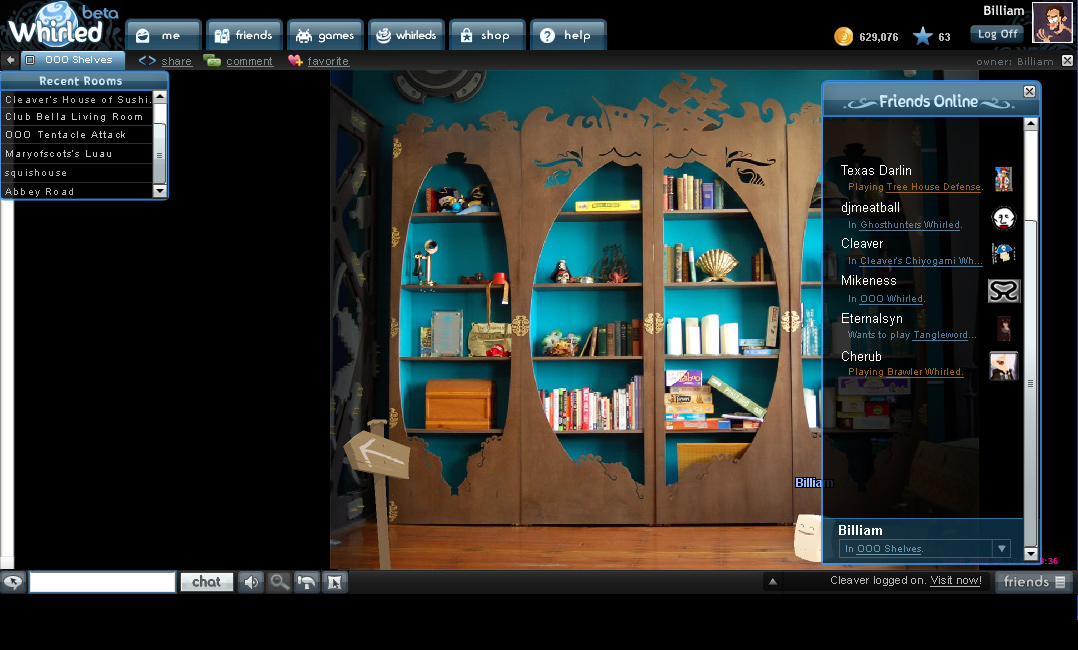 beta
Whirled
me
friends
games
whirleds
shop
help
Billiam
629,076
63
Log Off
OOO Shelves
<> share
comment
favorite
owner: Billiam
Recent Rooms
Cleaver's House of Sushi.
Club Bella Living Room
OOO Tentacle Attack
Maryofscots's Luau
squishouse
Abbey Road
Friends Online
Texas Darlin
Playing Tree House Defense.
djmeatball
In Ghosthunters Whirled.
Cleaver
In Cleaver's Chiyogami Wh...
Mikeness
In OOO Whirled.
Eternalsyn
Wants to play Tangleword...
Cherub
Playing Brawler Whirled.
Billiam
Billiam
In OOO Shelves.
:36
chat
Cleaver logged on. Visit now!
friends